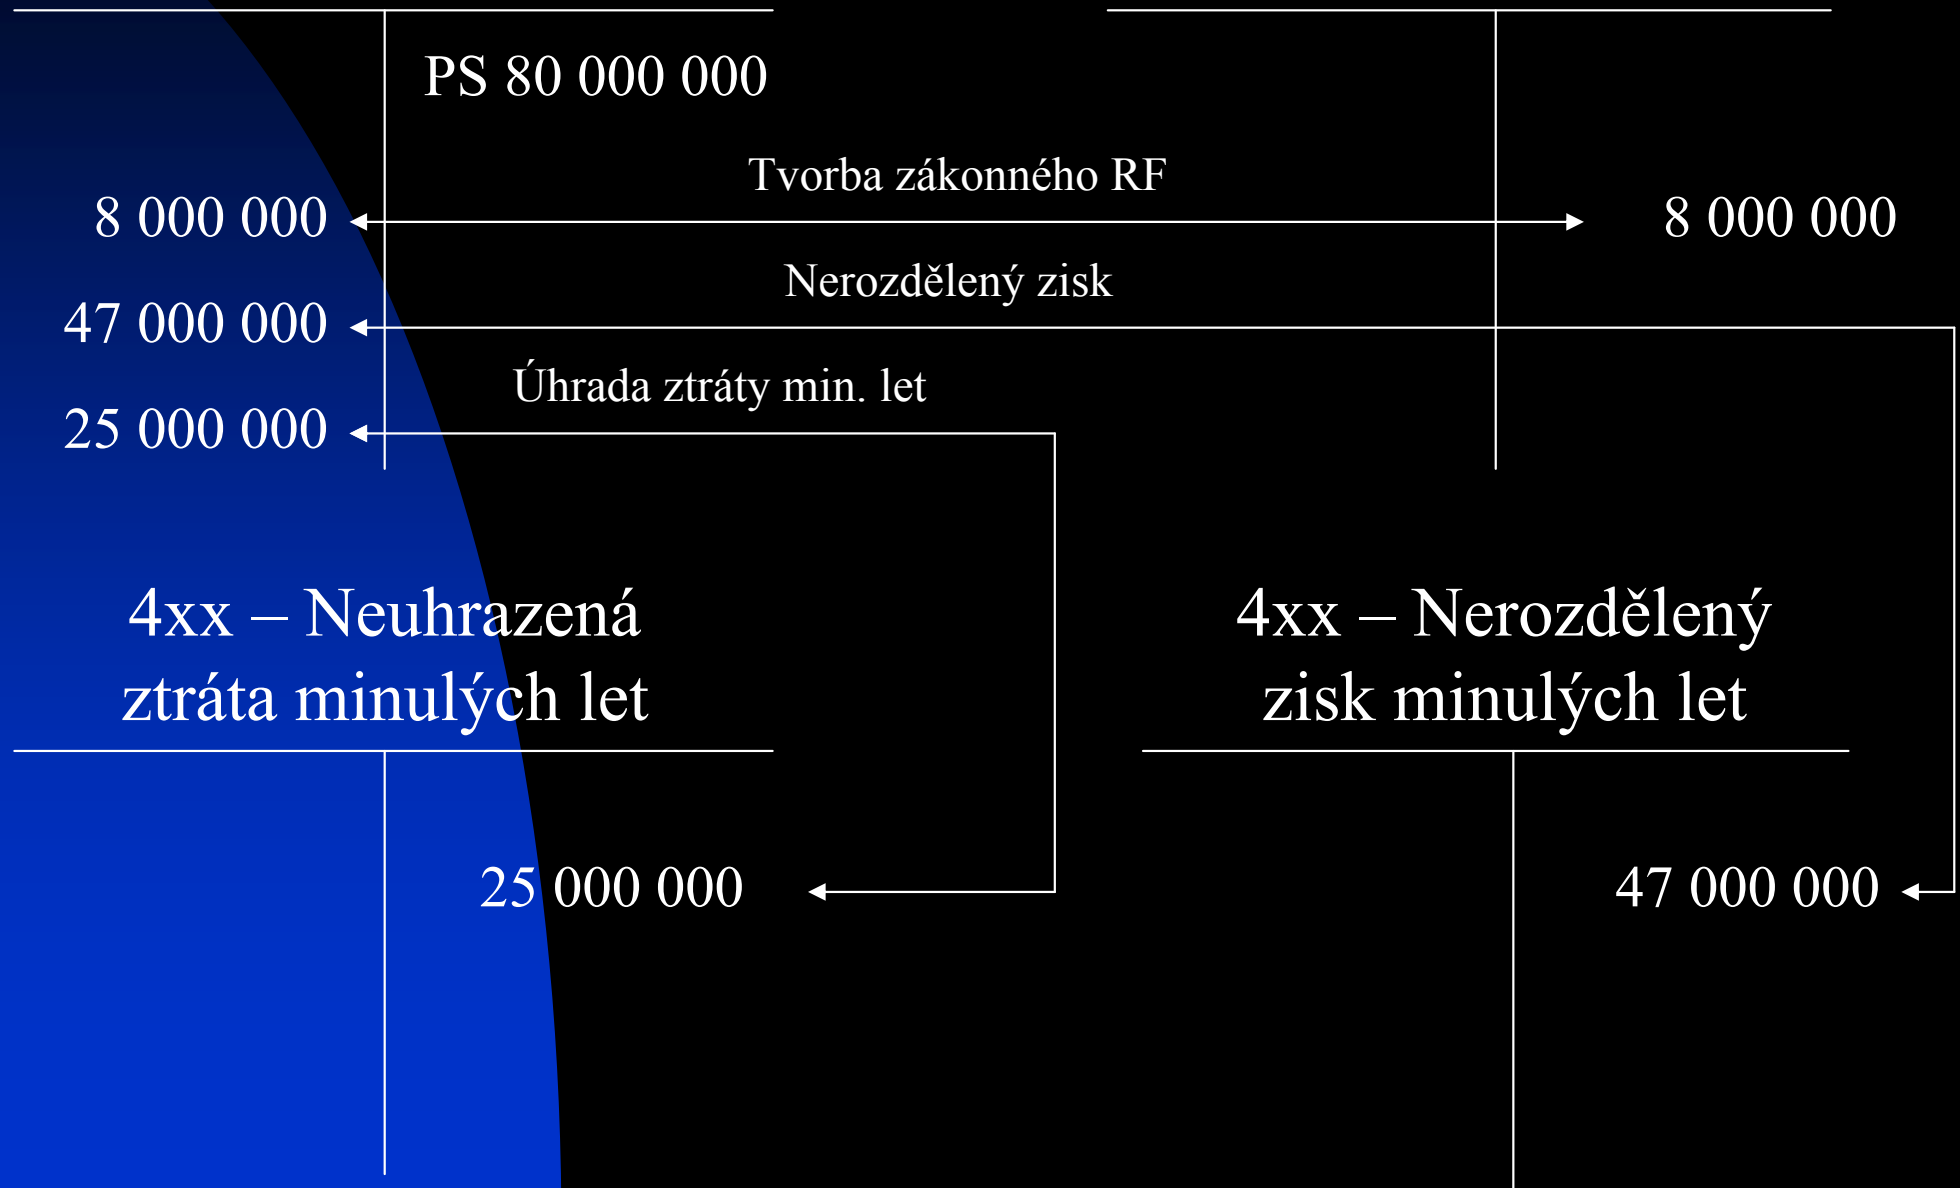 PS 80 000 000
Tvorba zákonného RF
8 000 000
8 000 000
Nerozdělený zisk
47 000 000
Úhrada ztráty min. let
25 000 000
4xx – Neuhrazená
ztráta minulých let
4xx – Nerozdělený
zisk minulých let
25 000 000
47 000 000